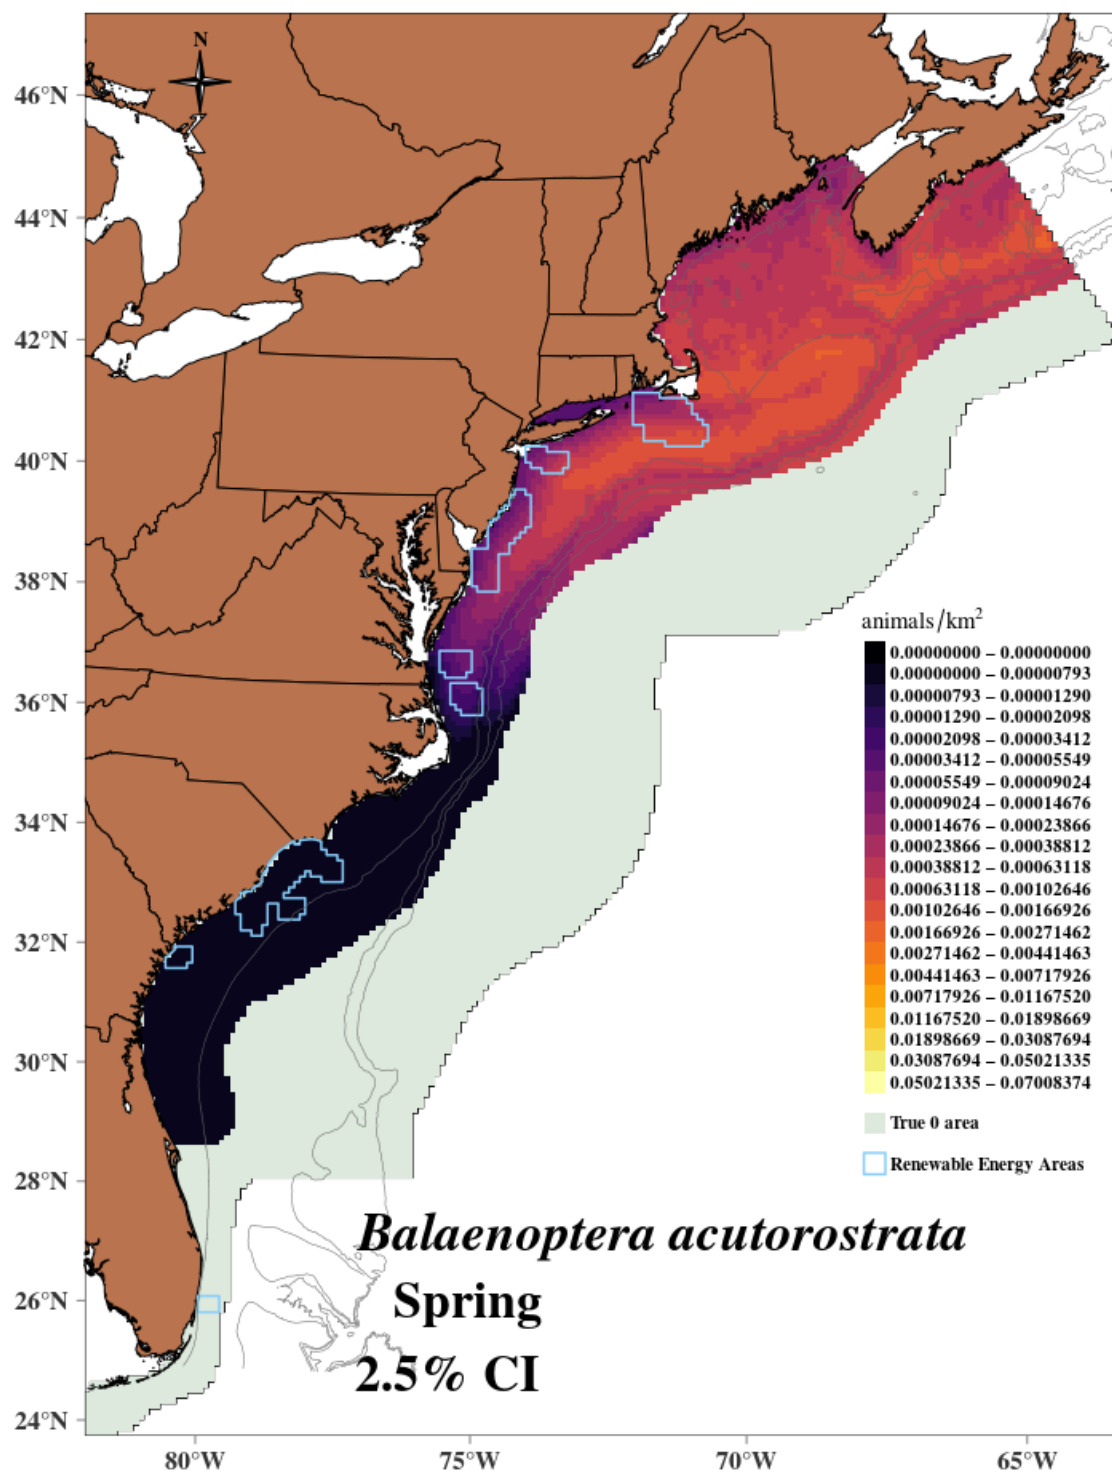 N
46°N
44°N
42°N
40°N
38°N
36°N
34°N
32°N
30°N
28°N
26°N
24°N
animals/km²
0.00000000 – 0.00000000
0.00000000 – 0.00000793
0.00000793 – 0.00001290
0.00001290 – 0.00002098
0.00002098 – 0.00003412
0.00003412 – 0.00005549
0.00005549 – 0.00009024
0.00009024 – 0.00014676
0.00014676 – 0.00023866
0.00023866 – 0.00038812
0.00038812 – 0.00063118
0.00063118 – 0.00102646
0.00102646 – 0.00166926
0.00166926 – 0.00271462
0.00271462 – 0.00441463
0.00441463 – 0.00717926
0.00717926 – 0.01167520
0.01167520 – 0.01898669
0.01898669 – 0.03087694
0.03087694 – 0.05021335
0.05021335 – 0.07008374
True 0 area
Renewable Energy Areas
Balaenoptera acutorostrata
Spring
2.5% CI
80°W
75°W
70°W
65°W